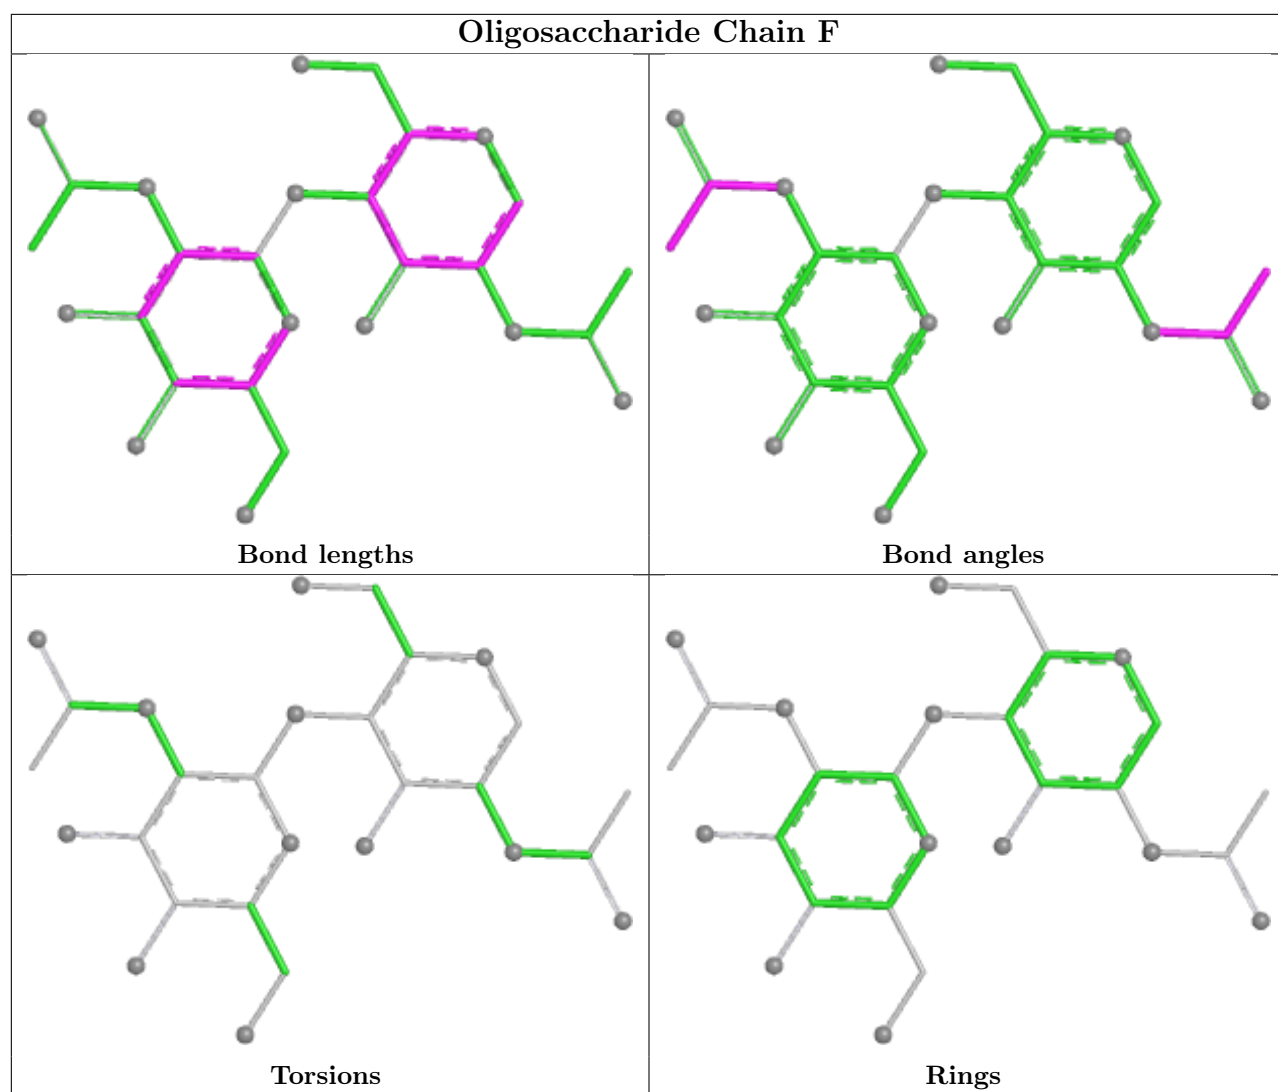 Oligosaccharide Chain F
Bond lengths
Bond angles
Torsions
Rings